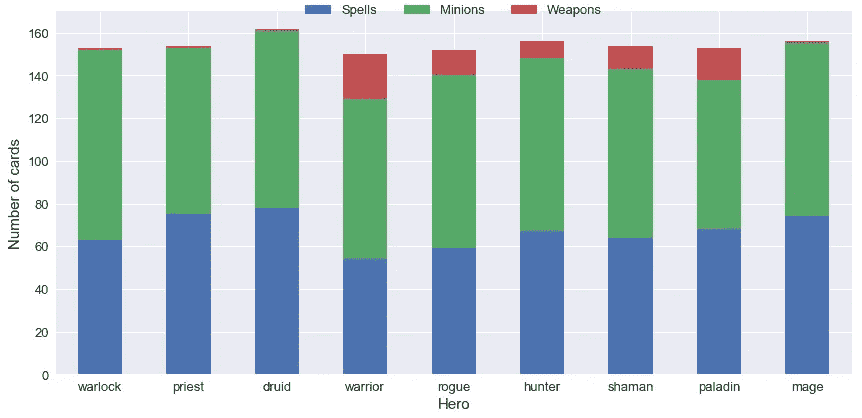 Spells Minions Weapons
Number of cards
160
140
120
100
80
60
40
20
0
warlock priest druid warrior rogue hunter shaman paladin mage
Hero